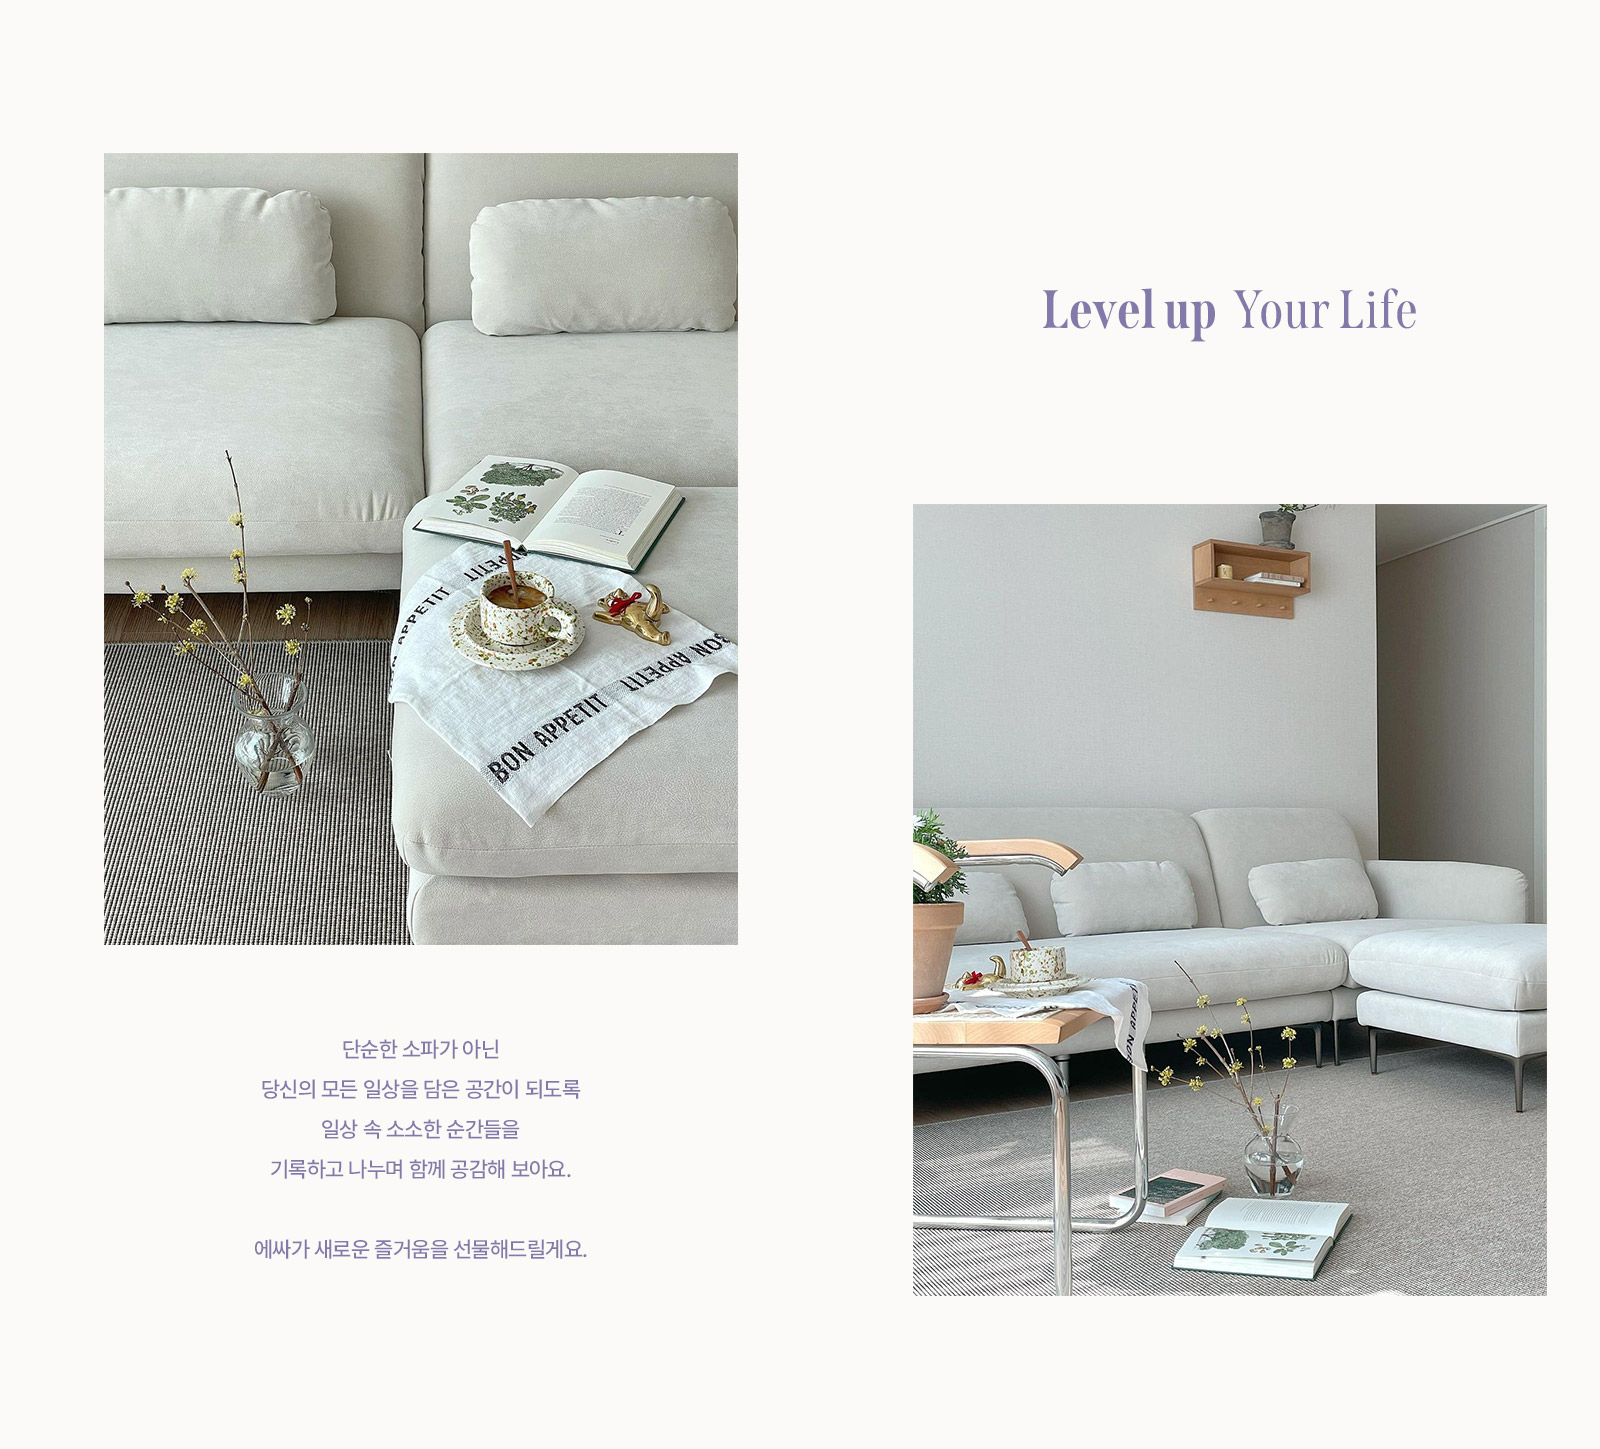 Level up Your Life
APPETIT
APPETIT
BON APPETIT
BON APPETIT
단순한 소파가 아닌
당신의 모든 일상을 담은 공간이 되도록
일상 속 소소한 순간들을
기록하고 나누며 함께 공감해 보아요.
에싸가 새로운 즐거움을 선물해드릴게요.
BON APPETIT